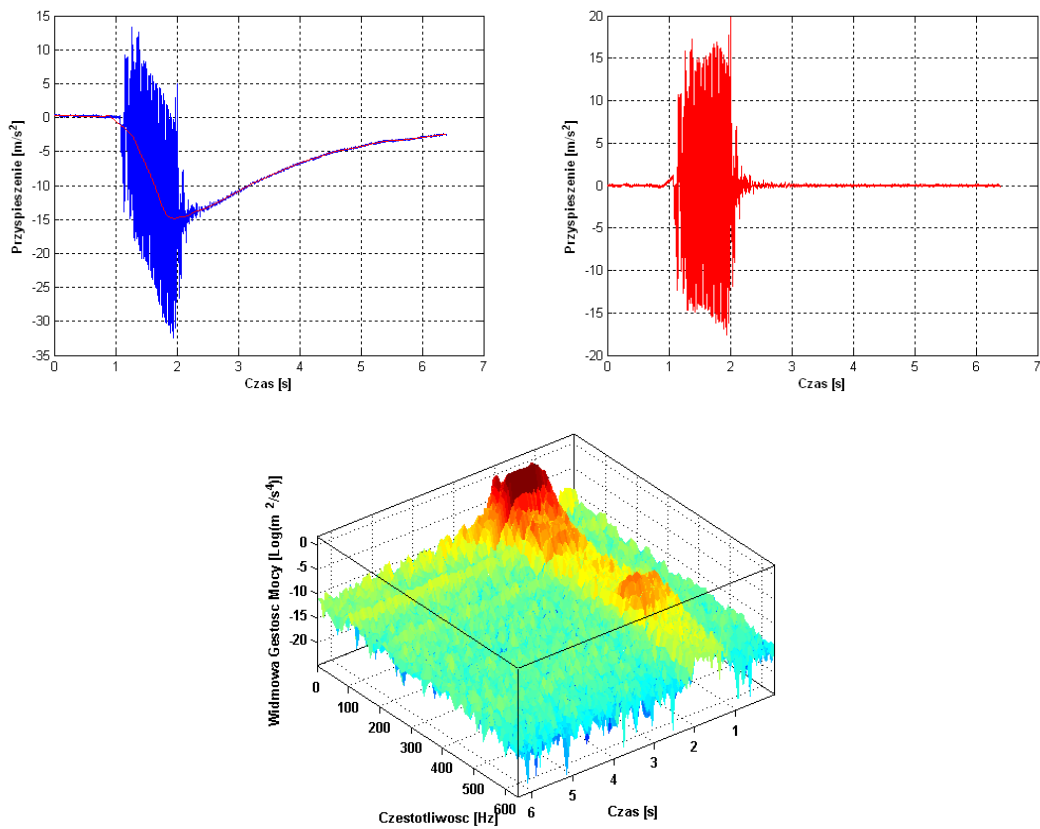 15
10
5
0
-5
-10
-15
-20
-25
-30
-35
0 1 2 3 4 5 6 7
Przyspieszenie [m/s²]
Czas [s]
20
15
10
5
0
-5
-10
-15
-20
0 1 2 3 4 5 6 7
Przyspieszenie [m/s²]
Czas [s]
Widmowa Gestosc Mocy [Log(m²/s⁴)]
0
-5
-10
-15
-20
0 100 200 300 400 500 600
Czestotliwosc [Hz]
6 5 4 3 2 1
Czas [s]